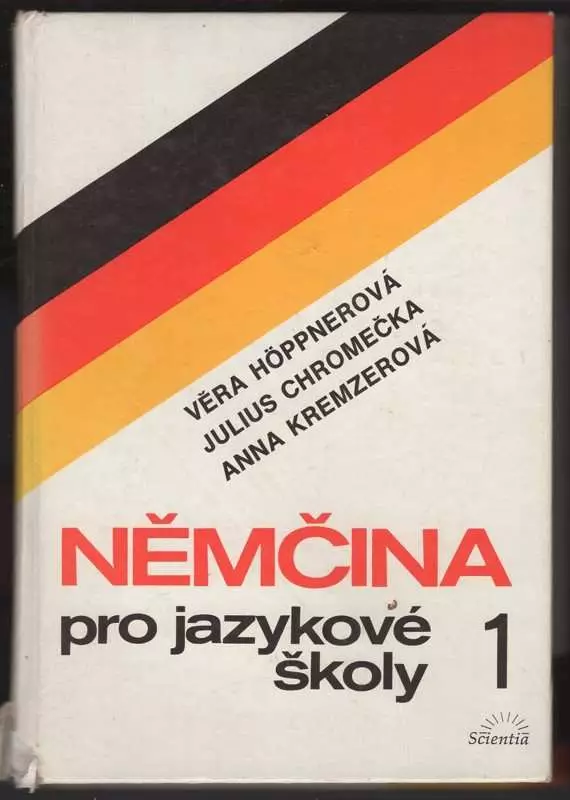 VĚRA HÖPPNEROVÁ
JULIUS CHROMEČKA
ANNA KREMZEROVÁ
NĚMČINA
pro jazykové
školy 1
Scientia